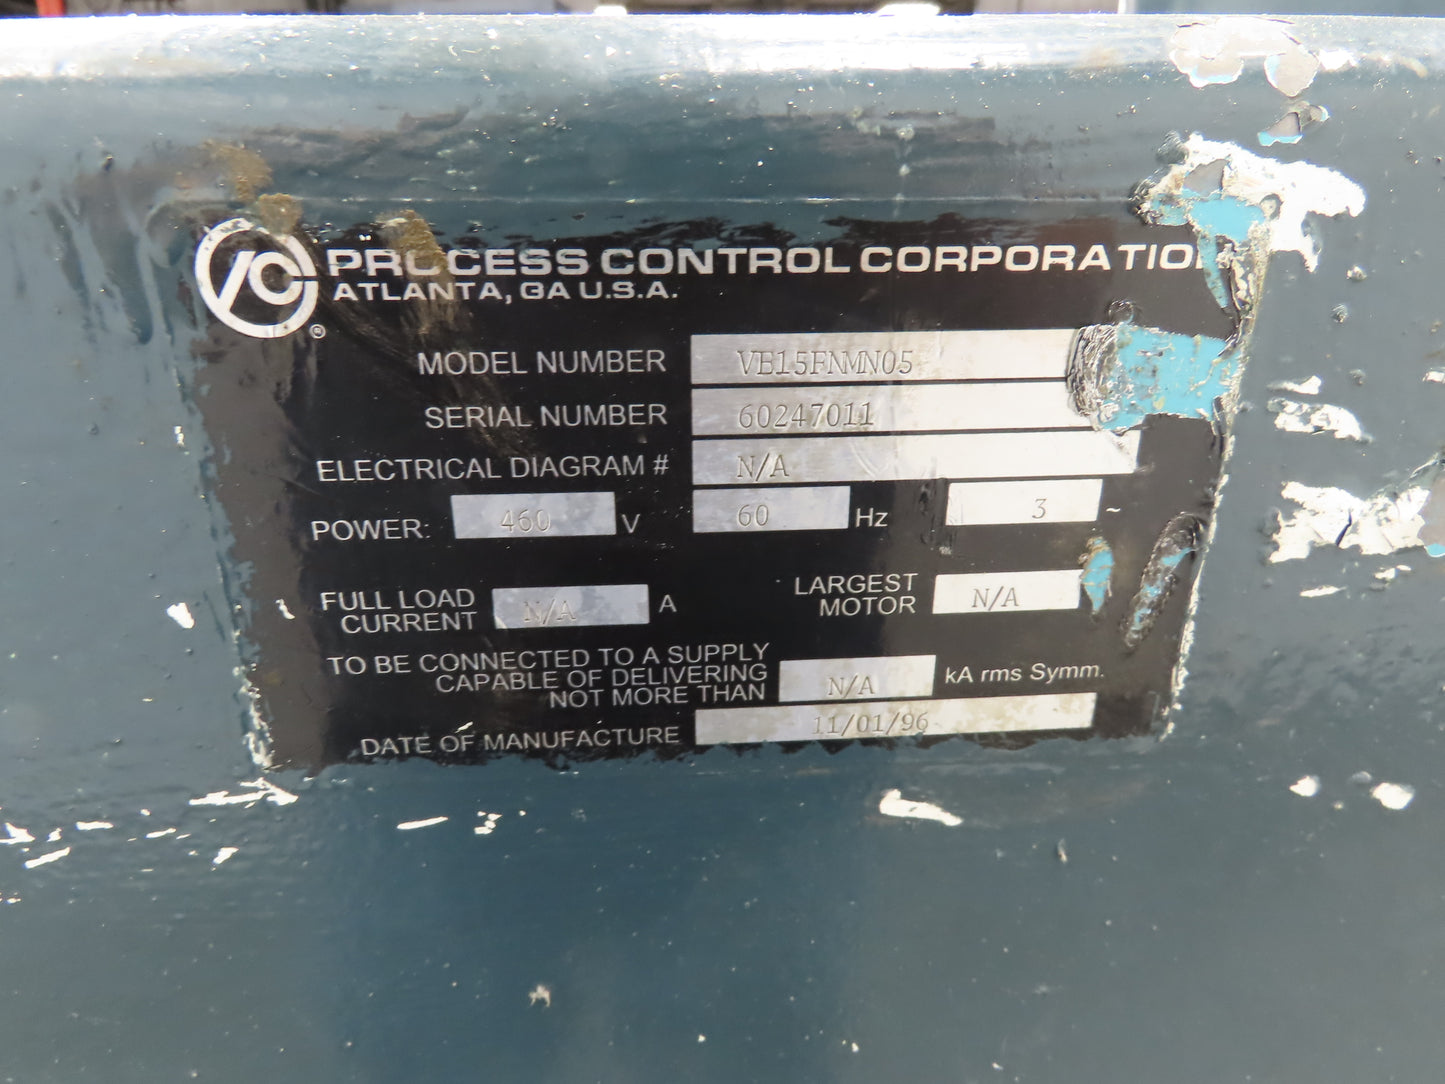 PROCESS CONTROL CORPORATION
ATLANTA, GA U.S.A.
®
MODEL NUMBER VE15FNMN05
SERIAL NUMBER 60247011
ELECTRICAL DIAGRAM # N/A
POWER: 460 V 60 Hz 3 ~
FULL LOAD CURRENT N/A A LARGEST MOTOR N/A
TO BE CONNECTED TO A SUPPLY
CAPABLE OF DELIVERING
NOT MORE THAN N/A kA rms Symm.
DATE OF MANUFACTURE 11/01/96